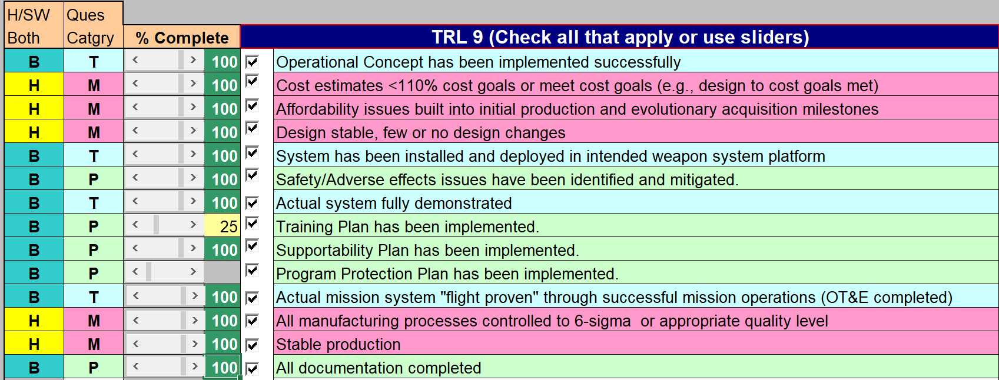 H/SW Ques
Both Catgry % Complete TRL 9 (Check all that apply or use sliders)
B T < > 100 Operational Concept has been implemented successfully
H M < > 100 Cost estimates <110% cost goals or meet cost goals (e.g., design to cost goals met)
H M < > 100 Affordability issues built into initial production and evolutionary acquisition milestones
H M < > 100 Design stable, few or no design changes
B T < > 100 System has been installed and deployed in intended weapon system platform
B P < > 100 Safety/Adverse effects issues have been identified and mitigated.
B T < > 100 Actual system fully demonstrated
B P < > 25 Training Plan has been implemented.
B P < > 100 Supportability Plan has been implemented.
B P < > Program Protection Plan has been implemented.
B T < > 100 Actual mission system "flight proven" through successful mission operations (OT&E completed)
H M < > 100 All manufacturing processes controlled to 6-sigma  or appropriate quality level
H M < > 100 Stable production
B P < > 100 All documentation completed